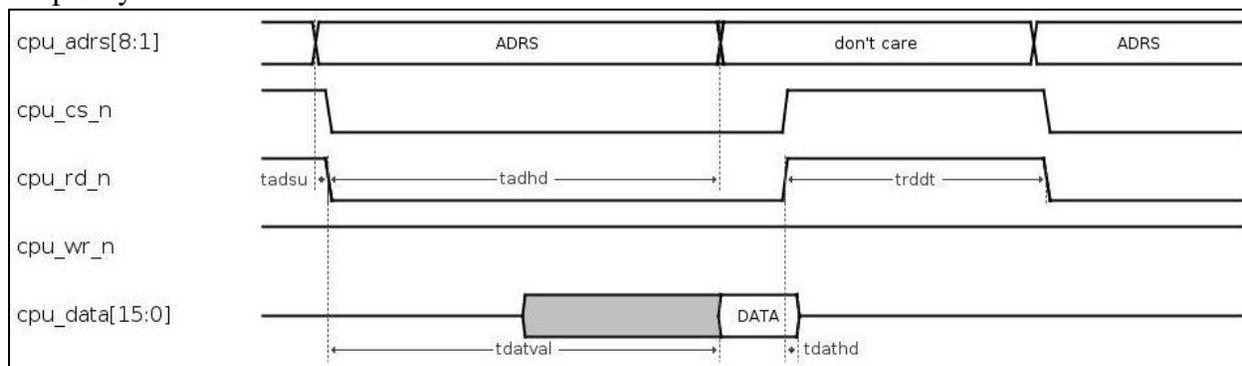 cpu_adrs[8:1] ADRS don't care ADRS
cpu_cs_n
cpu_rd_n tadsu tadhd trddt
cpu_wr_n
cpu_data[15:0] DATA
tdatval tdathd